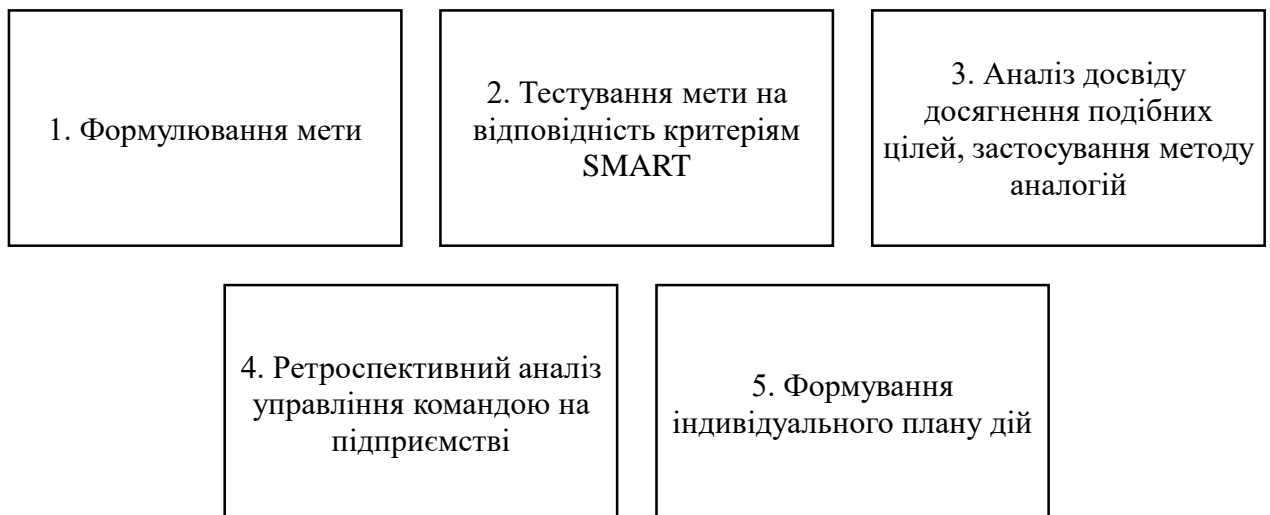 1. Формулювання мети
2. Тестування мети на
відповідність критеріям
SMART
3. Аналіз досвіду
досягнення подібних
цілей, застосування методу
аналогій
4. Ретроспективний аналіз
управління командою на
підприємстві
5. Формування
індивідуального плану дій